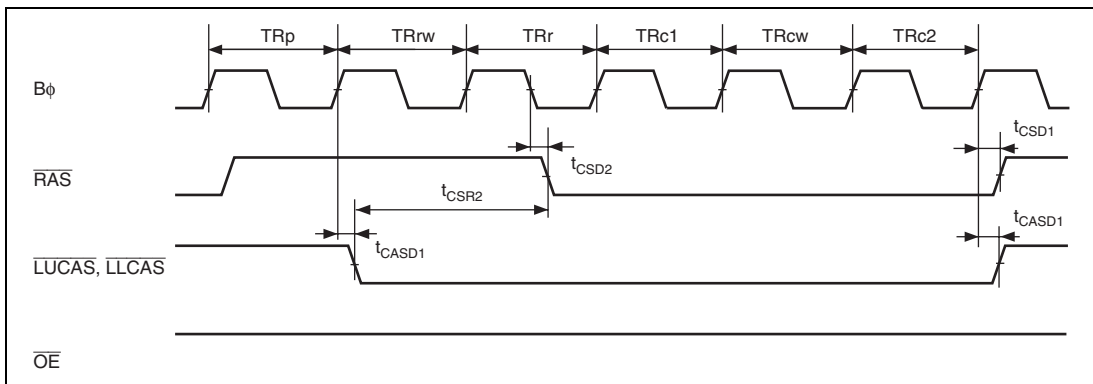 TRp TRrw TRr TRc1 TRcw TRc2
Bϕ
tCSD1
RAS
tCSD2
tCSR2
tCASD1
tCASD1
LUCAS, LLCAS
OE